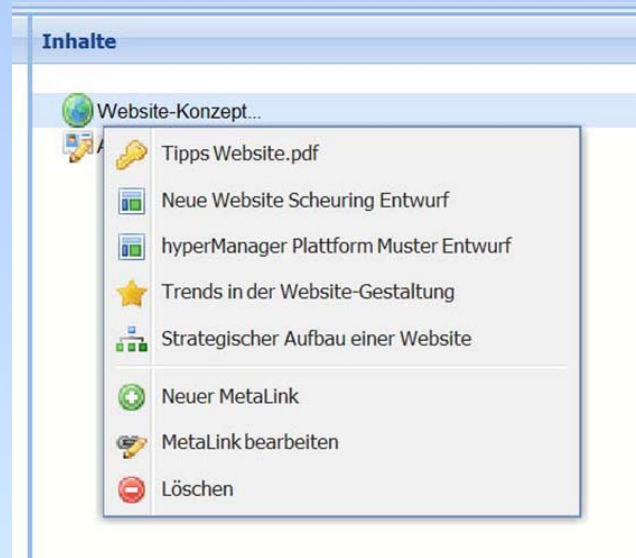 Inhalte
Website-Konzept...
A
Tipps Website.pdf
Neue Website Scheuring Entwurf
hyperManager Plattform Muster Entwurf
Trends in der Website-Gestaltung
Strategischer Aufbau einer Website
Neuer MetaLink
MetaLink bearbeiten
Löschen